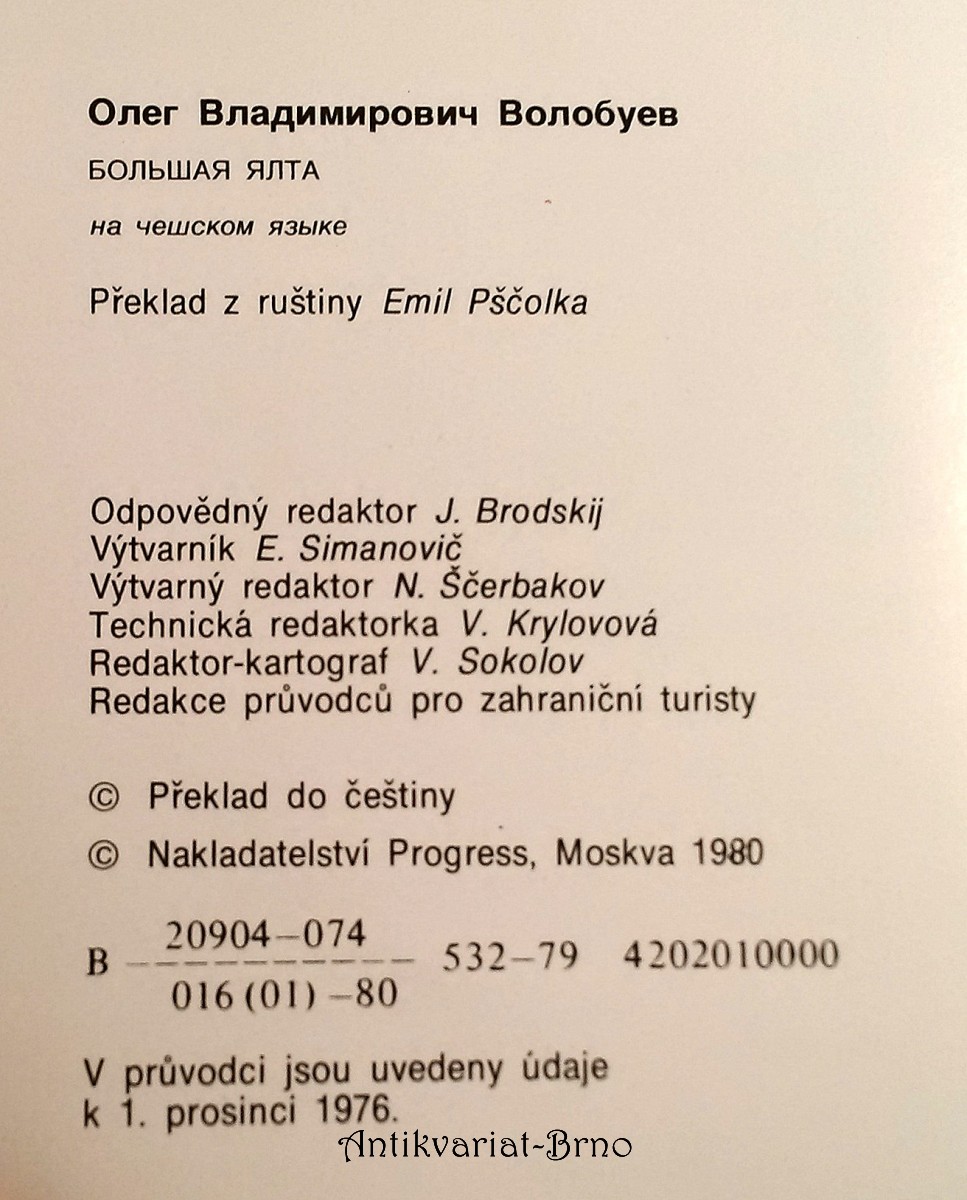 Олег Владимирович Волобуев
БОЛЬШАЯ ЯЛТА
на чешском языке
Překlad z ruštiny Emil Pščolka
Odpovědný redaktor J. Brodskij
Výtvarník E. Simanovič
Výtvarný redaktor N. Ščerbakov
Technická redaktorka V. Krylovová
Redaktor-kartograf V. Sokolov
Redakce průvodců pro zahraniční turisty
© Překlad do češtiny
© Nakladatelství Progress, Moskva 1980
20904—074
B —————————— 532—79 4202010000
016 (01) —80
V průvodci jsou uvedeny údaje
k 1. prosinci 1976.
Antikvariat-Brno